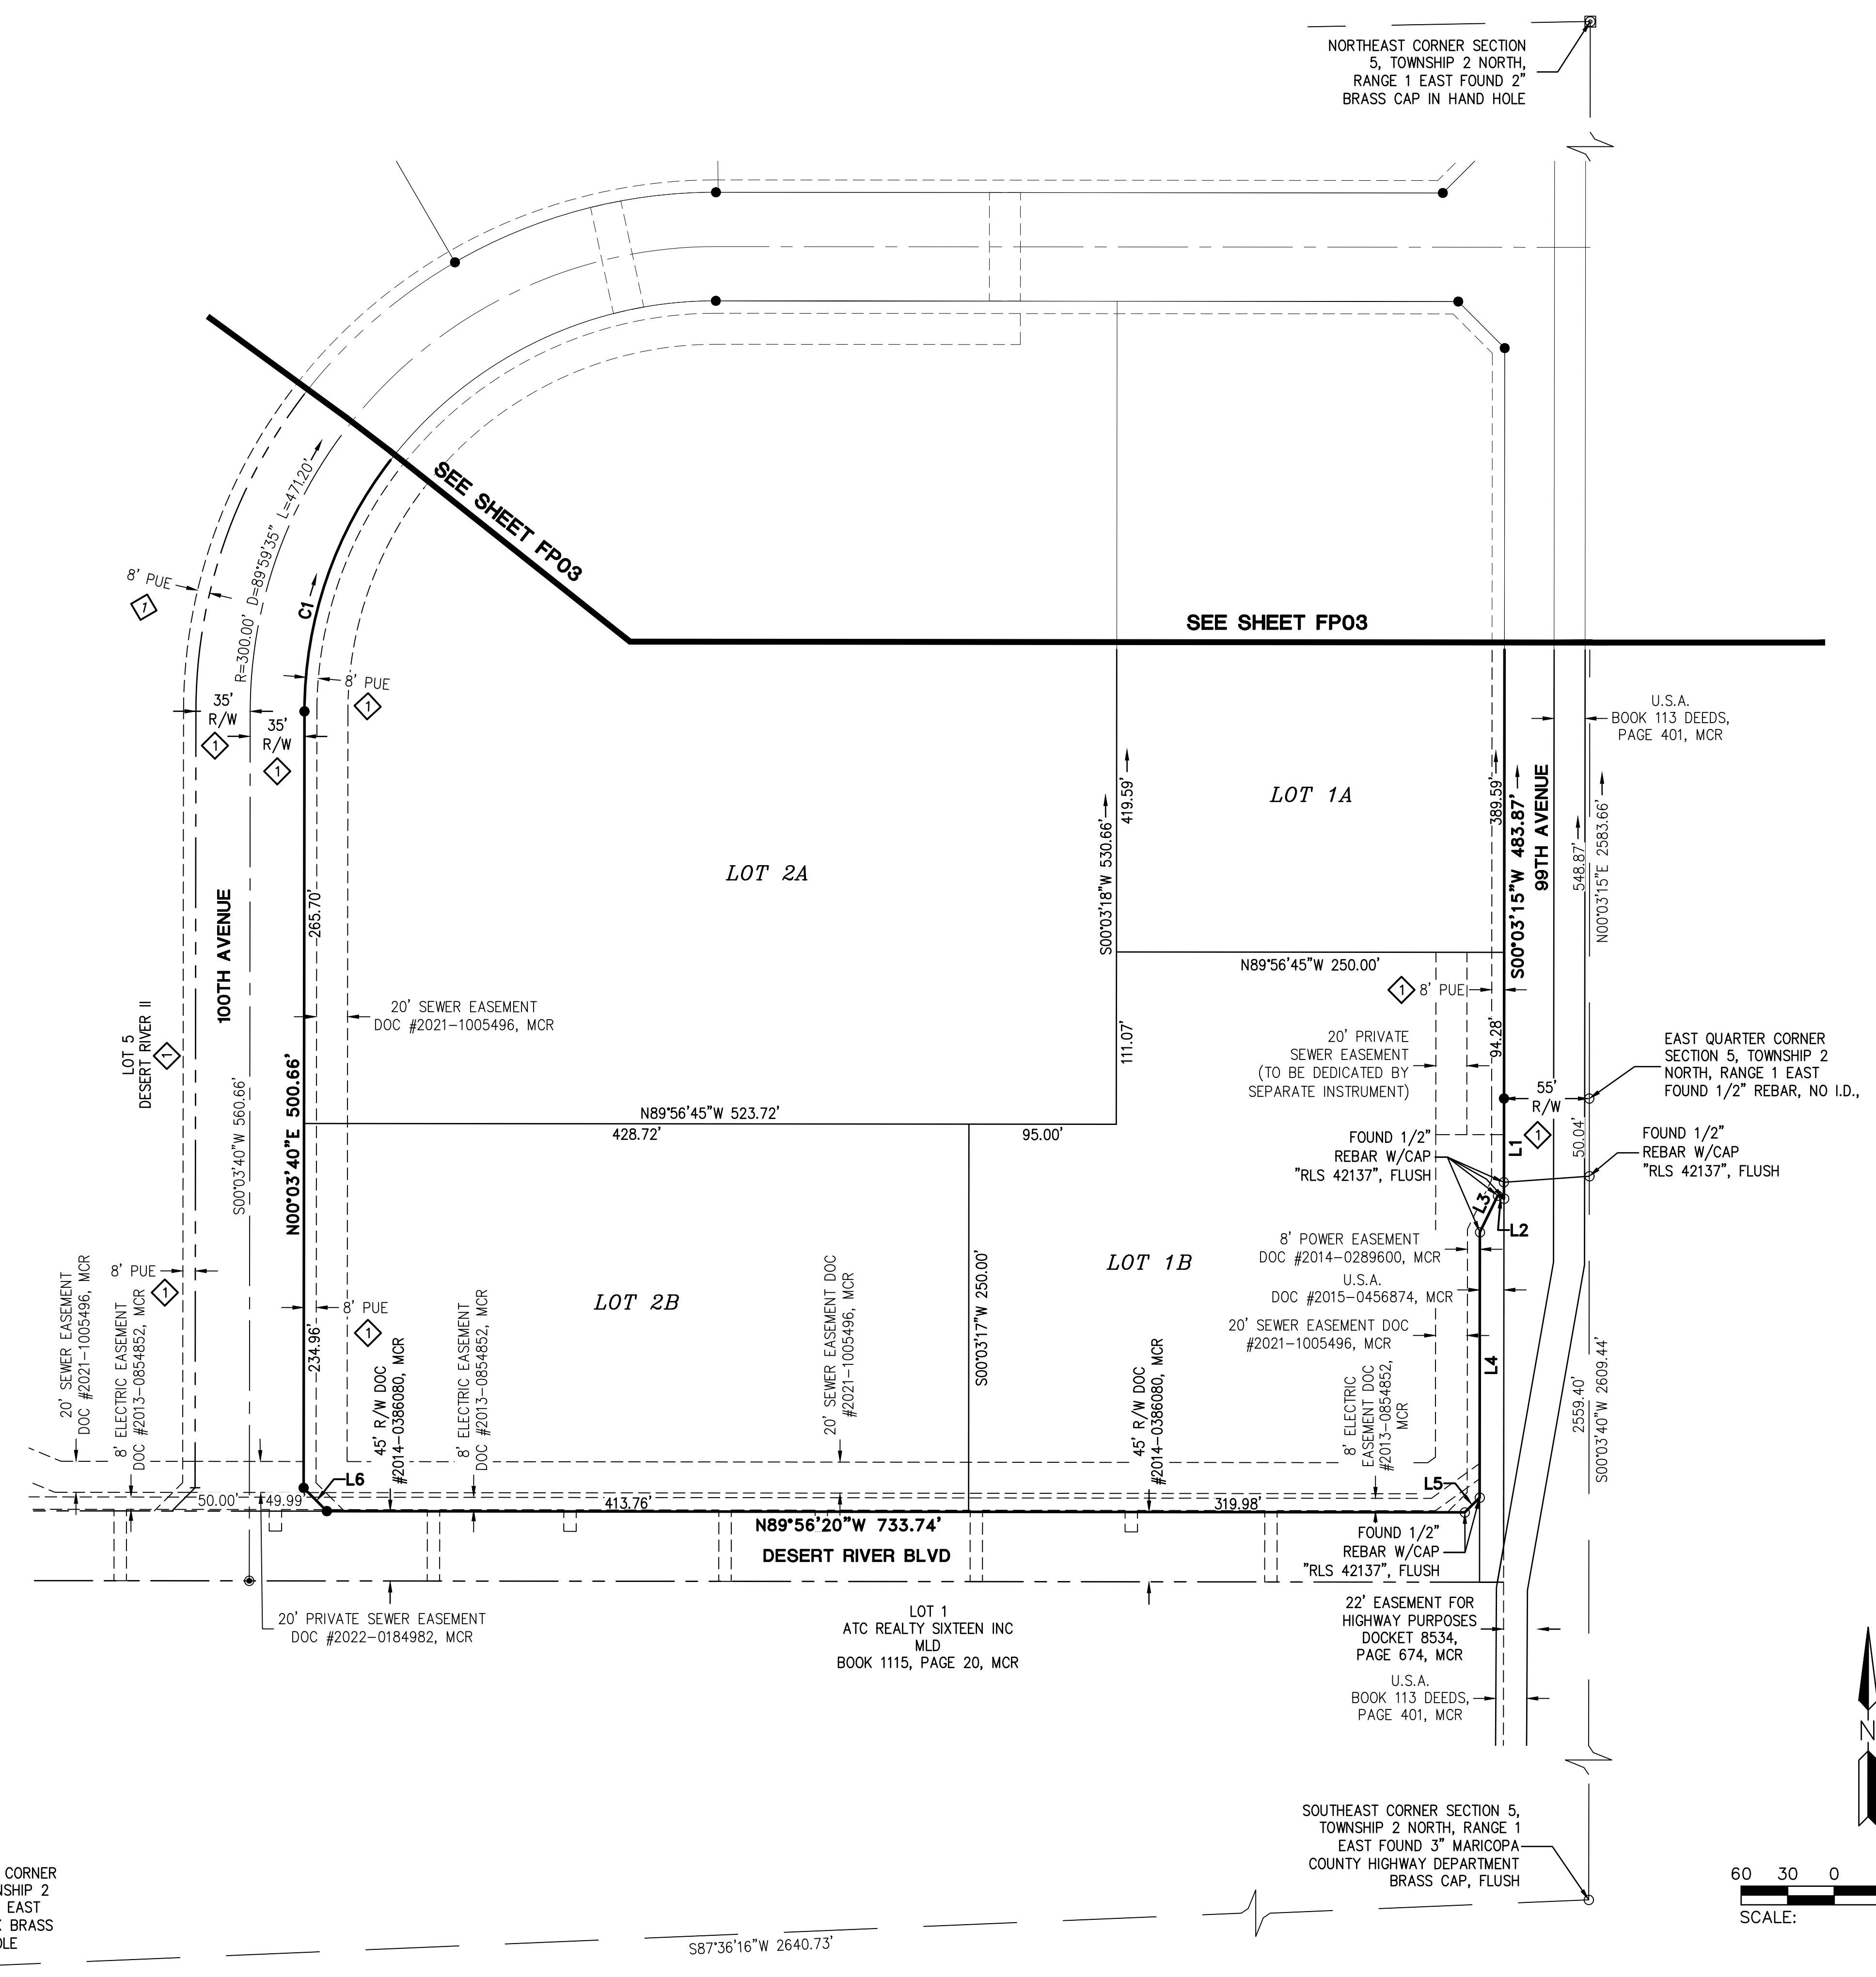 NORTHEAST CORNER SECTION
5, TOWNSHIP 2 NORTH,
RANGE 1 EAST FOUND 2"
BRASS CAP IN HAND HOLE
SEE SHEET FP03
SEE SHEET FP03
R=300.00' D=89°59'35" L=471.20'
C1
8' PUE
1
8' PUE
1
35'
R/W
1
35'
R/W
1
U.S.A.
BOOK 113 DEEDS,
PAGE 401, MCR
LOT 1A
LOT 2A
419.59'
S00°03'18"W 530.66'
389.59'
S00°03'15"W 483.87'
99TH AVENUE
548.87'
N00°03'15"E 2583.66'
265.70'
100TH AVENUE
N89°56'45"W 250.00'
1
8' PUE
20' SEWER EASEMENT
DOC #2021-1005496, MCR
LOT 5
DESERT RIVER II
1
S00°03'40"W 560.66'
N00°03'40"E 500.66'
111.07'
94.28'
20' PRIVATE
SEWER EASEMENT
(TO BE DEDICATED BY
SEPARATE INSTRUMENT)
EAST QUARTER CORNER
SECTION 5, TOWNSHIP 2
NORTH, RANGE 1 EAST
FOUND 1/2" REBAR, NO I.D.,
55'
R/W
1
N89°56'45"W 523.72'
428.72'
95.00'
FOUND 1/2"
REBAR W/CAP
"RLS 42137", FLUSH
L1
50.04'
FOUND 1/2"
REBAR W/CAP
"RLS 42137", FLUSH
L3
L2
8' POWER EASEMENT
DOC #2014-0289600, MCR
U.S.A.
DOC #2015-0456874, MCR
20' SEWER EASEMENT DOC
#2021-1005496, MCR
LOT 1B
LOT 2B
8' PUE
1
8' PUE
1
20' SEWER EASEMENT
DOC #2021-1005496, MCR
8' ELECTRIC EASEMENT
DOC #2013-0854852, MCR
234.96'
45' R/W DOC
#2014-0386080, MCR
8' ELECTRIC EASEMENT
DOC #2013-0854852, MCR
20' SEWER EASEMENT DOC
#2021-1005496, MCR
S00°03'17"W 250.00'
45' R/W DOC
#2014-0386080, MCR
8' ELECTRIC
EASEMENT DOC
#2013-0854852,
MCR
L4
2559.40'
S00°03'40"W 2609.44'
L6
L5
50.00'
49.99'
413.76'
319.98'
N89°56'20"W 733.74'
DESERT RIVER BLVD
FOUND 1/2"
REBAR W/CAP
"RLS 42137", FLUSH
20' PRIVATE SEWER EASEMENT
DOC #2022-0184982, MCR
LOT 1
ATC REALTY SIXTEEN INC
MLD
BOOK 1115, PAGE 20, MCR
22' EASEMENT FOR
HIGHWAY PURPOSES
DOCKET 8534,
PAGE 674, MCR
U.S.A.
BOOK 113 DEEDS,
PAGE 401, MCR
N
SOUTHEAST CORNER SECTION 5,
TOWNSHIP 2 NORTH, RANGE 1
EAST FOUND 3" MARICOPA
COUNTY HIGHWAY DEPARTMENT
BRASS CAP, FLUSH
60 30 0
SCALE:
CORNER
NSHIP 2
EAST
BRASS
OLE
S87°36'16"W 2640.73'